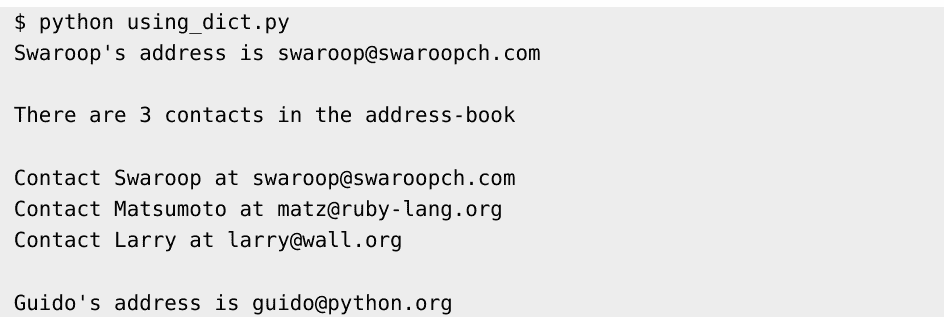 $ python using_dict.py
Swaroop's address is swaroop@swaroopch.com
There are 3 contacts in the address-book
Contact Swaroop at swaroop@swaroopch.com
Contact Matsumoto at matz@ruby-lang.org
Contact Larry at larry@wall.org
Guido's address is guido@python.org